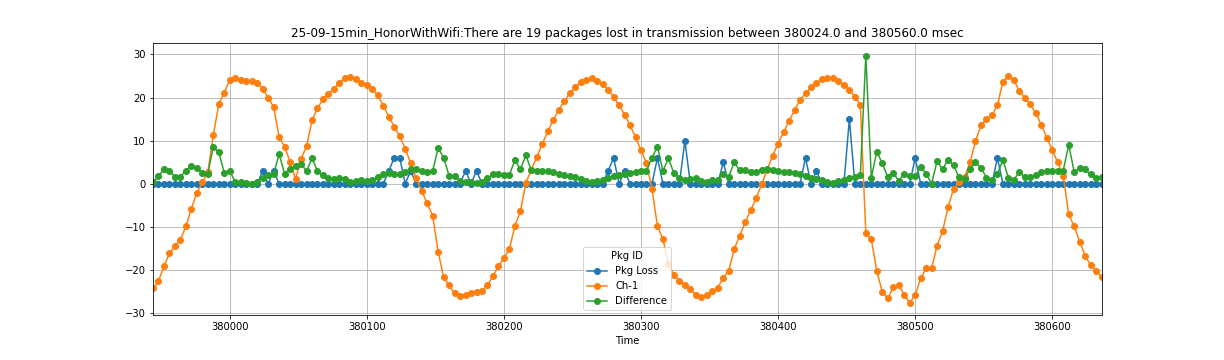 25-09-15min_HonorWithWifi:There are 19 packages lost in transmission between 380024.0 and 380560.0 msec
30
20
10
0
−10
−20
−30
Pkg ID
Pkg Loss
Ch-1
Difference
380000 380100 380200 380300 380400 380500 380600
Time